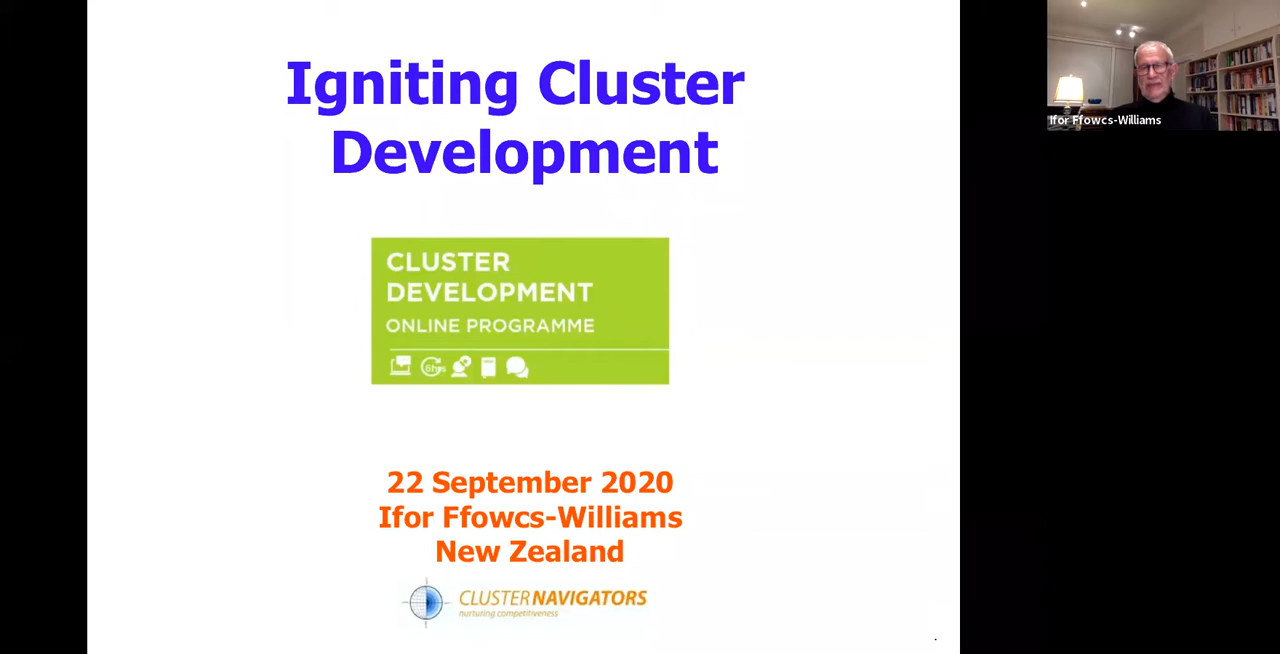 Igniting Cluster
Development
CLUSTER
DEVELOPMENT
ONLINE PROGRAMME
6hrs
22 September 2020
Ifor Ffowcs-Williams
New Zealand
CLUSTER NAVIGATORS
nurturing competitiveness
Ifor Ffowcs-Williams